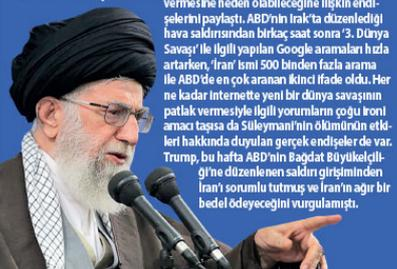 vermesine neden olabileceğine ilişkin endi-
şelerini paylaştı. ABD'nin Irak'ta düzenlediği
hava saldırısından birkaç saat sonra '3. Dünya
Savaşı' ile ilgili yapılan Google aramaları hızla
artarken, 'İran' ismi 500 binden fazla arama
ile ABD'de en çok aranan ikinci ifade oldu. Her
ne kadar internette yeni bir dünya savaşının
patlak vermesiyle ilgili yorumların çoğu ironi
amacı taşısa da Süleymani'nin ölümünün etki-
leri hakkında duyulan gerçek endişeler de var.
Trump, bu hafta ABD'nin Bağdat Büyükelçili-
ği'ne düzenlenen saldırı girişiminden
İran'ı sorumlu tutmuş ve İran'ın ağır bir
bedel ödeyeceğini vurgulamıştı.